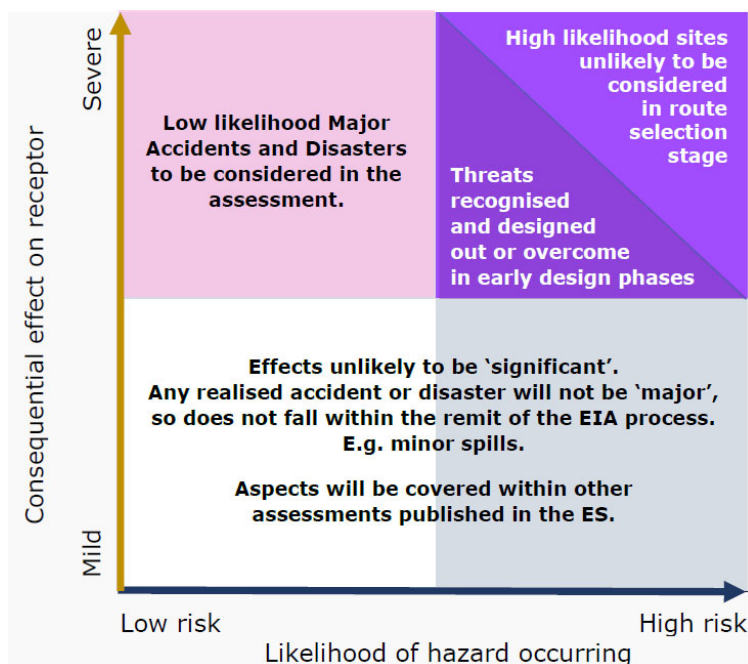 Severe
Consequential effect on receptor
Mild
Low likelihood Major
Accidents and Disasters
to be considered in the
assessment.
High likelihood sites
unlikely to be
considered
in route
selection
stage
Threats
recognised
and designed
out or overcome
in early design phases
Effects unlikely to be ‘significant’.
Any realised accident or disaster will not be ‘major’,
so does not fall within the remit of the EIA process.
E.g. minor spills.
Aspects will be covered within other
assessments published in the ES.
Low risk
High risk
Likelihood of hazard occurring